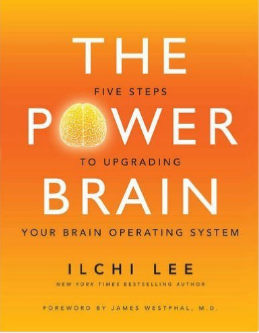 THE
FIVE STEPS
POWER
TO UPGRADING
BRAIN
YOUR BRAIN OPERATING SYSTEM
ILCHI LEE
NEW YORK TIMES BESTSELLING AUTHOR
FOREWORD BY JAMES WESTPHAL, M.D.